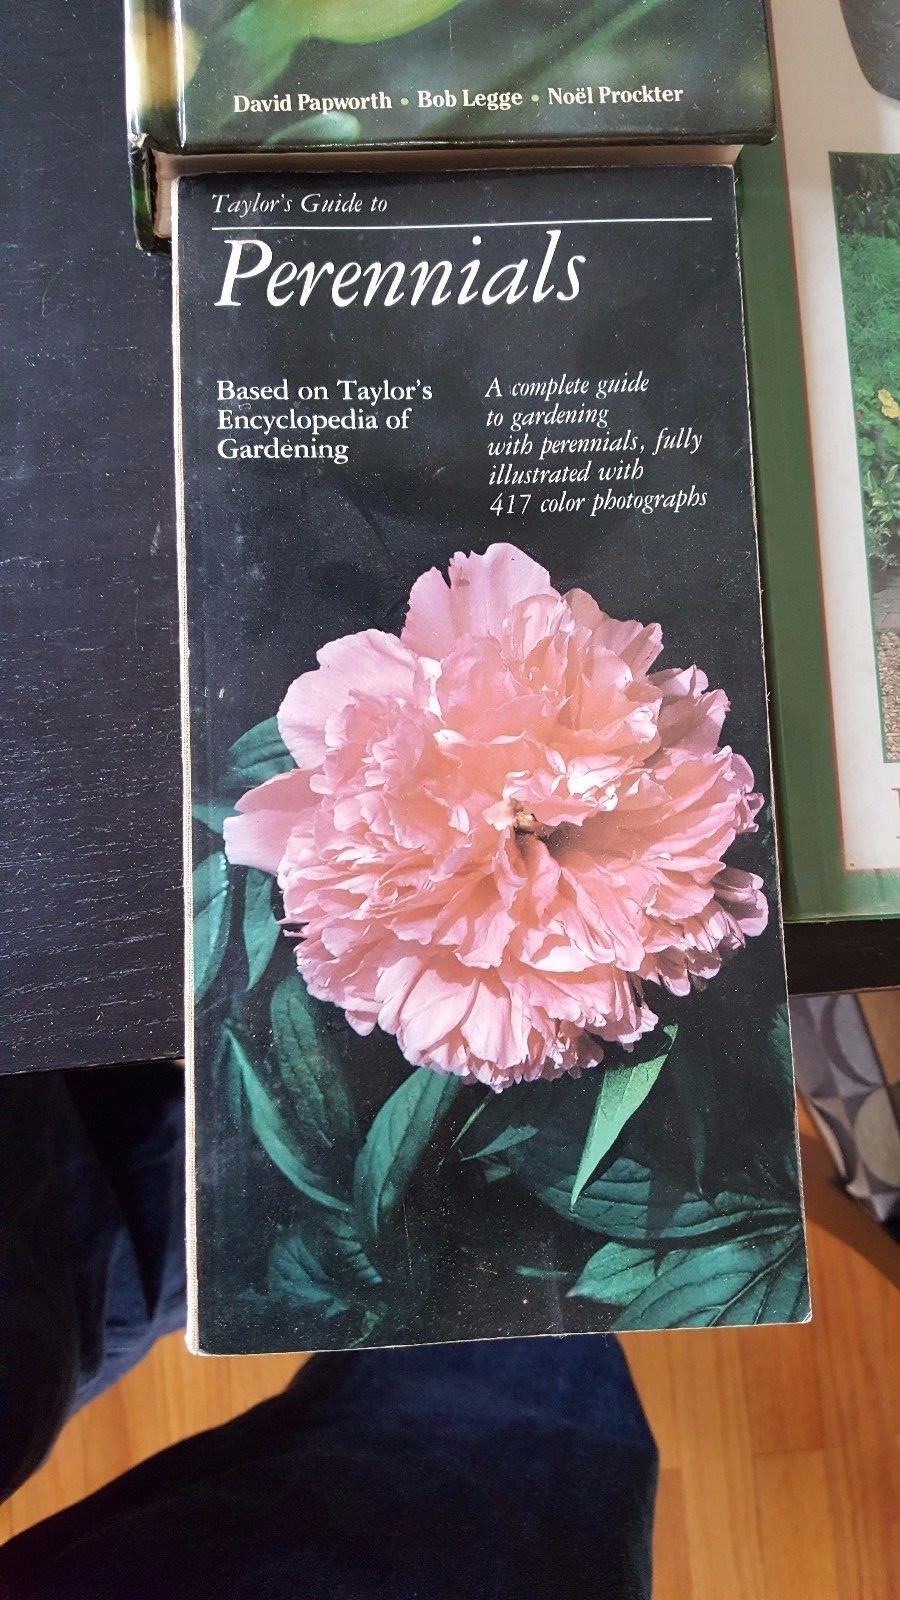 David Papworth • Bob Legge • Noël Prockter
Taylor's Guide to
Perennials
Based on Taylor's
Encyclopedia of
Gardening
A complete guide
to gardening
with perennials, fully
illustrated with
417 color photographs